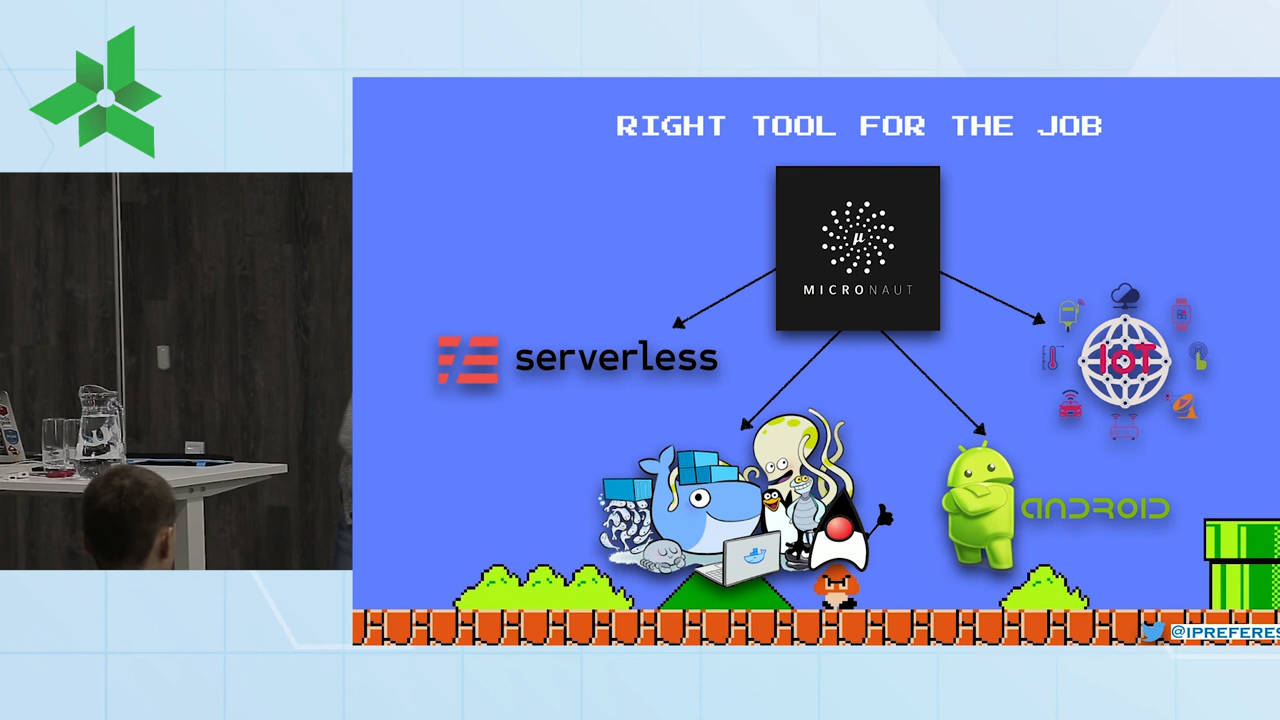 RIGHT TOOL FOR THE JOB
μ
MICRONAUT
serverless
IoT
ANDROID
@IPREFERES